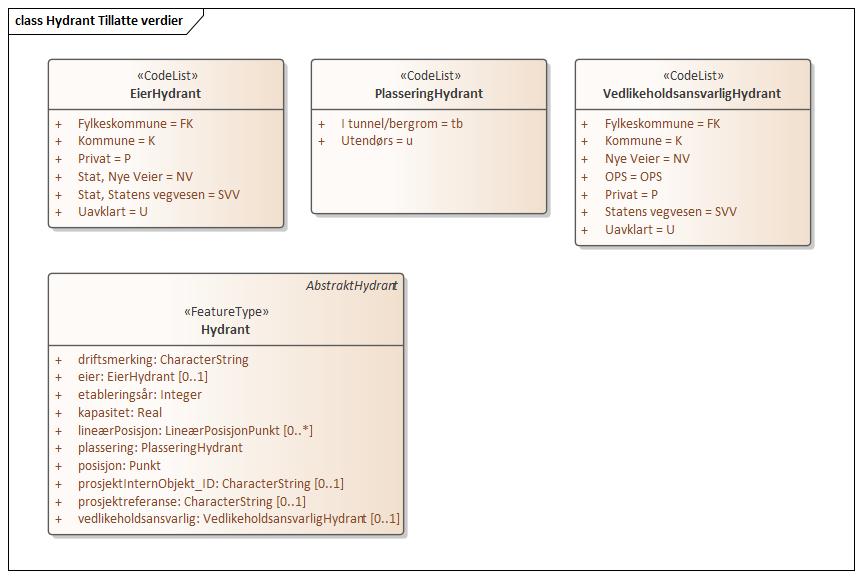 class Hydrant Tillatte verdier
«CodeList»
EierHydrant
+ Fylkeskommune = FK
+ Kommune = K
+ Privat = P
+ Stat, Nye Veier = NV
+ Stat, Statens vegvesen = SVV
+ Uavklart = U
«CodeList»
PlasseringHydrant
+ I tunnel/bergrom = tb
+ Utendørs = u
«CodeList»
VedlikeholdsansvarligHydrant
+ Fylkeskommune = FK
+ Kommune = K
+ Nye Veier = NV
+ OPS = OPS
+ Privat = P
+ Statens vegvesen = SVV
+ Uavklart = U
AbstraktHydrant
«FeatureType»
Hydrant
+ driftsmerking: CharacterString
+ eier: EierHydrant [0..1]
+ etableringsår: Integer
+ kapasitet: Real
+ lineærPosisjon: LineærPosisjonPunkt [0..*]
+ plassering: PlasseringHydrant
+ posisjon: Punkt
+ prosjektInternObjekt_ID: CharacterString [0..1]
+ prosjektreferanse: CharacterString [0..1]
+ vedlikeholdsansvarlig: VedlikeholdsansvarligHydrant [0..1]